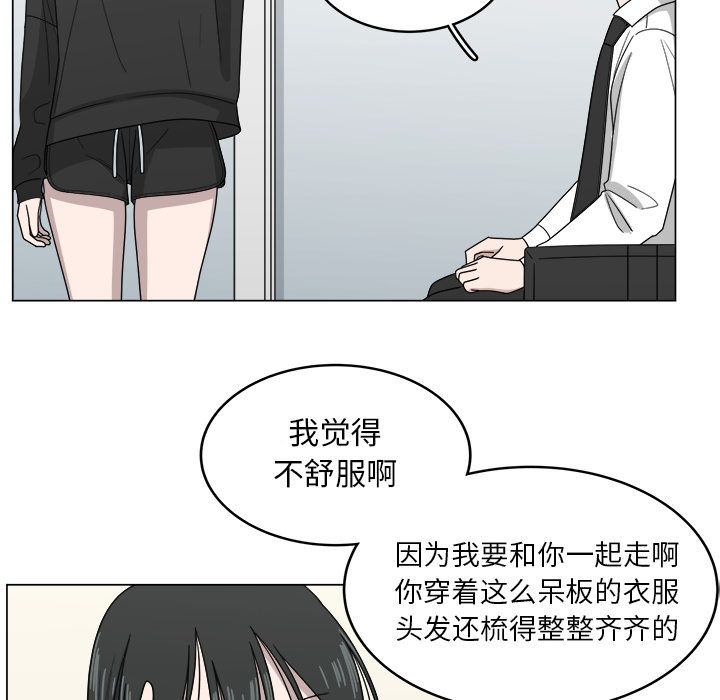 我觉得
不舒服啊
因为我要和你一起走啊
你穿着这么呆板的衣服
头发还梳得整整齐齐的